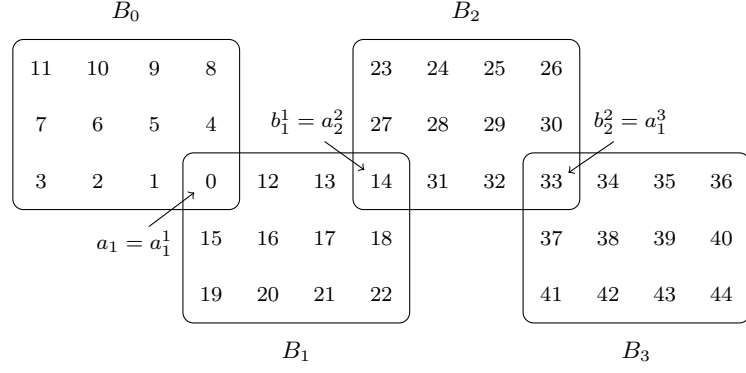 B_0 B_2
11 10 9 8 23 24 25 26
7 6 5 4 b_1^1 = a_2^2 27 28 29 30 b_2^2 = a_1^3
3 2 1 0 12 13 14 31 32 33 34 35 36
a_1 = a_1^1 15 16 17 18 37 38 39 40
19 20 21 22 41 42 43 44
B_1 B_3